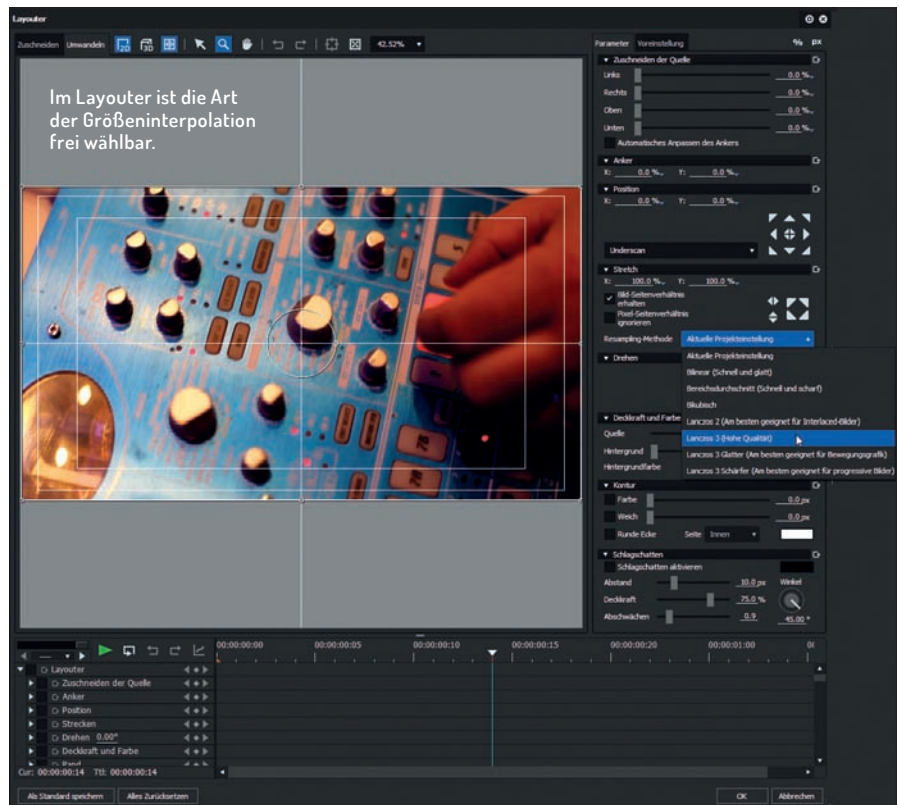 Layouter
Zuschneiden Umwandeln 2D 3D 42.52%
Im Layouter ist die Art
der Größeninterpolation
frei wählbar.
Parameter Voreinstellung % px
Zuschneiden der Quelle
Links 0.0 %
Rechts 0.0 %
Oben 0.0 %
Unten 0.0 %
Automatisches Anpassen des Ankers
Anker
X: 0.0 % Y: 0.0 %
Position
X: 0.0 % Y: 0.0 %
Underscan
Stretch
X: 100.0 % Y: 100.0 %
Bild-Seitenverhältnis
erhalten
Pixel-Seitenverhältnis
ignorieren
Resampling-Methode Aktuelle Projekteinstellung
Drehen
Aktuelle Projekteinstellung
Bilinear (Schnell und glatt)
Bereichsdurchschnitt (Schnell und scharf)
Bikubisch
Lanczos 2 (Am besten geeignet für Interlaced-Bilder)
Lanczos 3 (Hohe Qualität)
Lanczos 3 Glatter (Am besten geeignet für Bewegungsgrafik)
Lanczos 3 Schärfer (Am besten geeignet für progressive Bilder)
Deckkraft und Farbe
Quelle
Hintergrund
Hintergrundfarbe
Kontur
Farbe 0.0 px
Weich 0.0 px
Runde Ecke Seite Innen
Schlagschatten
Schlagschatten aktivieren
Abstand 10.0 px Winkel
Deckkraft 75.0 %
Abschwächen 0.9 45.00 °
00:00:00:00 00:00:00:05 00:00:00:10 00:00:00:15 00:00:00:20 00:00:01:00 00
Layouter
Zuschneiden der Quelle
Anker
Position
Strecken
Drehen 0.00°
Deckkraft und Farbe
Rand
Cur: 00:00:00:14 Ttl: 00:00:00:14
Als Standard speichern Alles Zurücksetzen OK Abbrechen